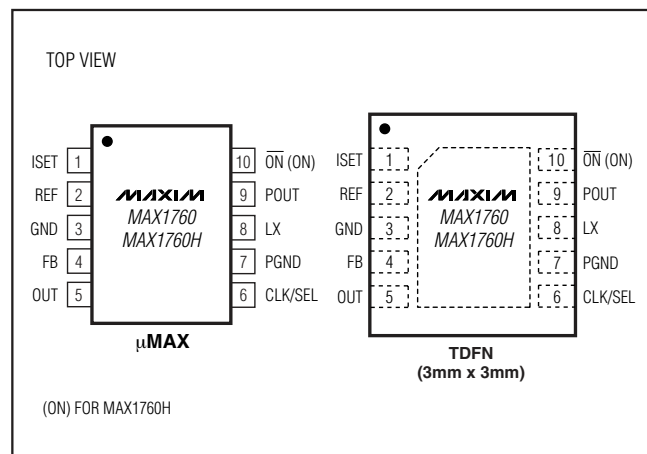 TOP VIEW
ISET 1
REF 2
GND 3
FB 4
OUT 5
MAXIM
MAX1760
MAX1760H
10 O̅N̅ (ON)
9 POUT
8 LX
7 PGND
6 CLK/SEL
μMAX
ISET 1
REF 2
GND 3
FB 4
OUT 5
MAXIM
MAX1760
MAX1760H
10 O̅N̅ (ON)
9 POUT
8 LX
7 PGND
6 CLK/SEL
TDFN
(3mm x 3mm)
(ON) FOR MAX1760H